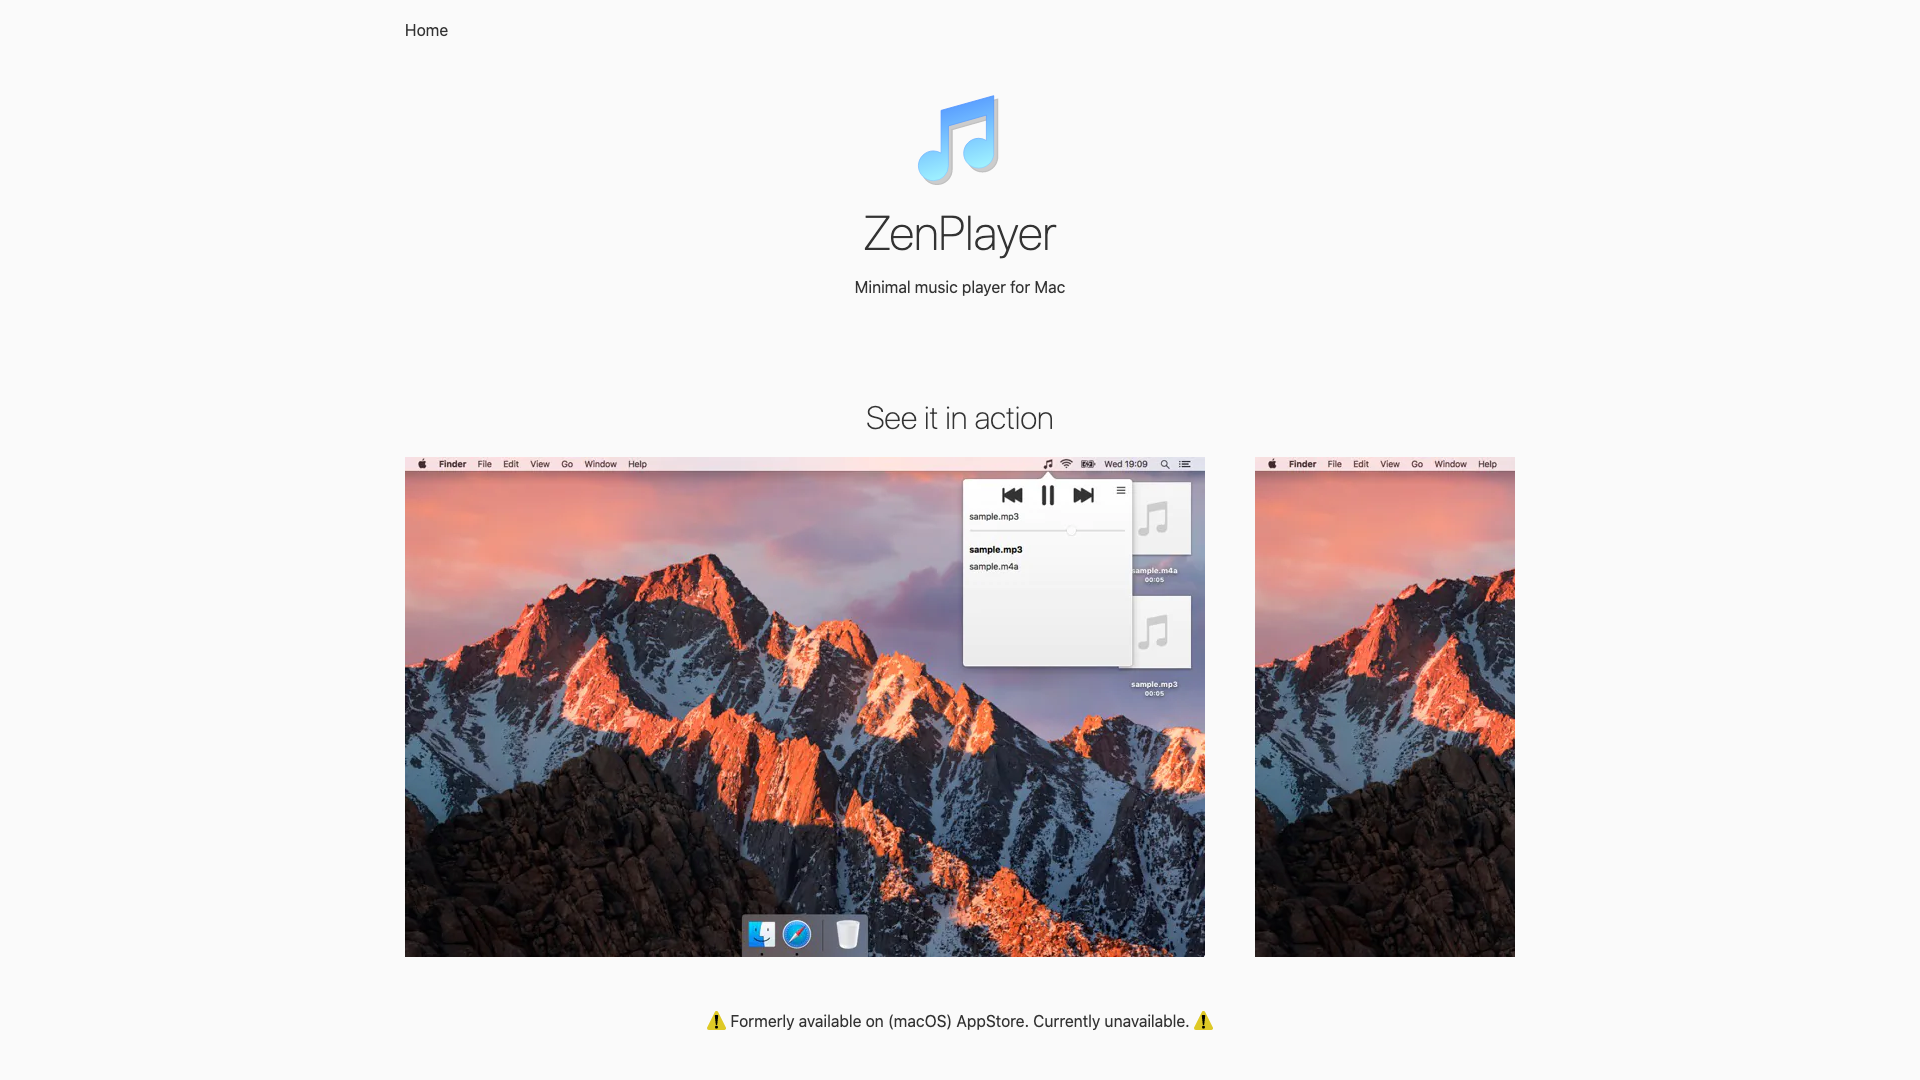 Home
ZenPlayer
Minimal music player for Mac
See it in action
Finder File Edit View Go Window Help Wed 19:09
sample.mp3
sample.mp3
sample.m4a
sample.m4a
00:05
sample.mp3
00:05
Finder File Edit View Go Window Help
⚠️ Formerly available on (macOS) AppStore. Currently unavailable. ⚠️